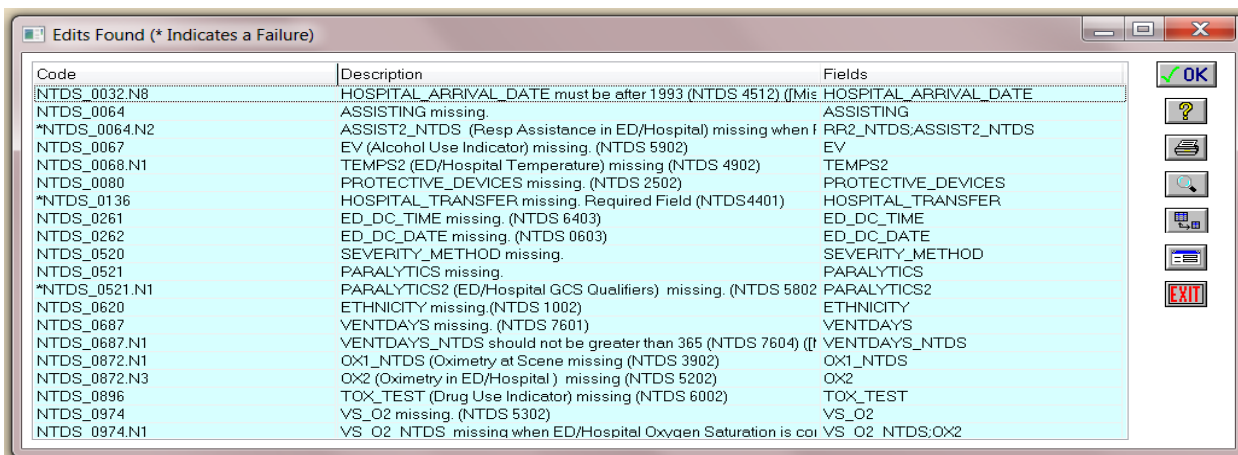 Edits Found (* Indicates a Failure)
Code Description Fields
NTDS_0032.N8 HOSPITAL_ARRIVAL_DATE must be after 1993 (NTDS 4512) ([Mis HOSPITAL_ARRIVAL_DATE
NTDS_0064 ASSISTING missing. ASSISTING
*NTDS_0064.N2 ASSIST2_NTDS (Resp Assistance in ED/Hospital) missing when RR2_NTDS;ASSIST2_NTDS
NTDS_0067 EV (Alcohol Use Indicator) missing. (NTDS 5902) EV
NTDS_0068.N1 TEMPS2 (ED/Hospital Temperature) missing (NTDS 4902) TEMPS2
NTDS_0080 PROTECTIVE_DEVICES missing. (NTDS 2502) PROTECTIVE_DEVICES
*NTDS_0136 HOSPITAL_TRANSFER missing. Required Field (NTDS4401) HOSPITAL_TRANSFER
NTDS_0261 ED_DC_TIME missing. (NTDS 6403) ED_DC_TIME
NTDS_0262 ED_DC_DATE missing. (NTDS 0603) ED_DC_DATE
NTDS_0520 SEVERITY_METHOD missing. SEVERITY_METHOD
NTDS_0521 PARALYTICS missing. PARALYTICS
*NTDS_0521.N1 PARALYTICS2 (ED/Hospital GCS Qualifiers) missing. (NTDS 5802 PARALYTICS2
NTDS_0620 ETHNICITY missing.(NTDS 1002) ETHNICITY
NTDS_0687 VENTDAYS missing. (NTDS 7601) VENTDAYS
NTDS_0687.N1 VENTDAYS_NTDS should not be greater than 365 (NTDS 7604) VENTDAYS_NTDS
NTDS_0872.N1 OX1_NTDS (Oximetry at Scene missing (NTDS 3902) OX1_NTDS
NTDS_0872.N3 OX2 (Oximetry in ED/Hospital ) missing (NTDS 5202) OX2
NTDS_0896 TOX_TEST (Drug Use Indicator) missing (NTDS 6002) TOX_TEST
NTDS_0974 VS_O2 missing. (NTDS 5302) VS_O2
NTDS_0974.N1 VS_O2_NTDS missing when ED/Hospital Oxygen Saturation is VS_O2_NTDS;OX2
OK
?
EXIT